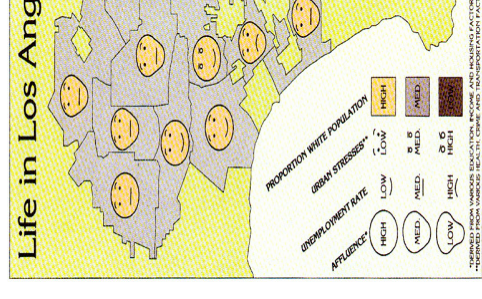 Life in Los Ang
PROPORTION WHITE POPULATION
HIGH
MED.
LOW
URBAN STRESSES**
LOW
MED.
HIGH
UNEMPLOYMENT RATE
LOW
MED.
HIGH
AFFLUENCE*
HIGH
MED.
LOW
*DERIVED FROM VARIOUS EDUCATION, INCOME, AND HOUSING FACTOR
**DERIVED FROM VARIOUS HEALTH, CRIME AND TRANSPORTATION FACT